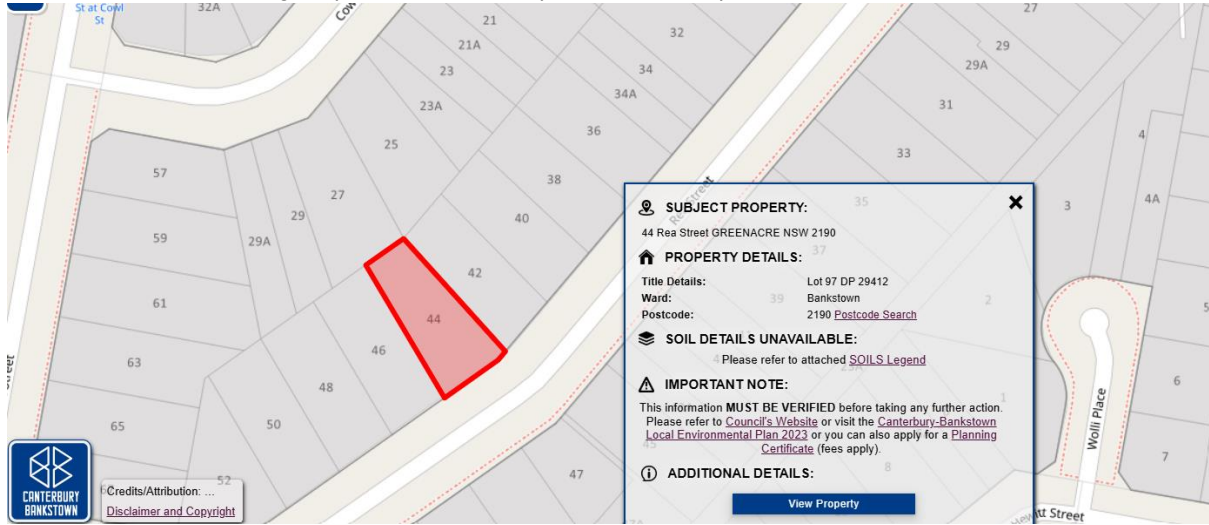 St at Cowl
St
32A
Cow
21
21A
23
23A
25
32
34
34A
36
38
40
42
27
29
29A
31
33
4
4A
3
57
59
61
63
65
29A
29
27
44
46
48
50
52
47
35
37
39
2
1
8
5
6
7
Wolli Place
Rea Street
SUBJECT PROPERTY:
44 Rea Street GREENACRE NSW 2190
PROPERTY DETAILS:
Title Details: Lot 97 DP 29412
Ward: Bankstown
Postcode: 2190 Postcode Search
SOIL DETAILS UNAVAILABLE:
Please refer to attached SOILS Legend
IMPORTANT NOTE:
This information MUST BE VERIFIED before taking any further action.
Please refer to Council's Website or visit the Canterbury-Bankstown
Local Environmental Plan 2023 or you can also apply for a Planning
Certificate (fees apply).
ADDITIONAL DETAILS:
View Property
CANTERBURY
BANKSTOWN
Credits/Attribution: ...
Disclaimer and Copyright